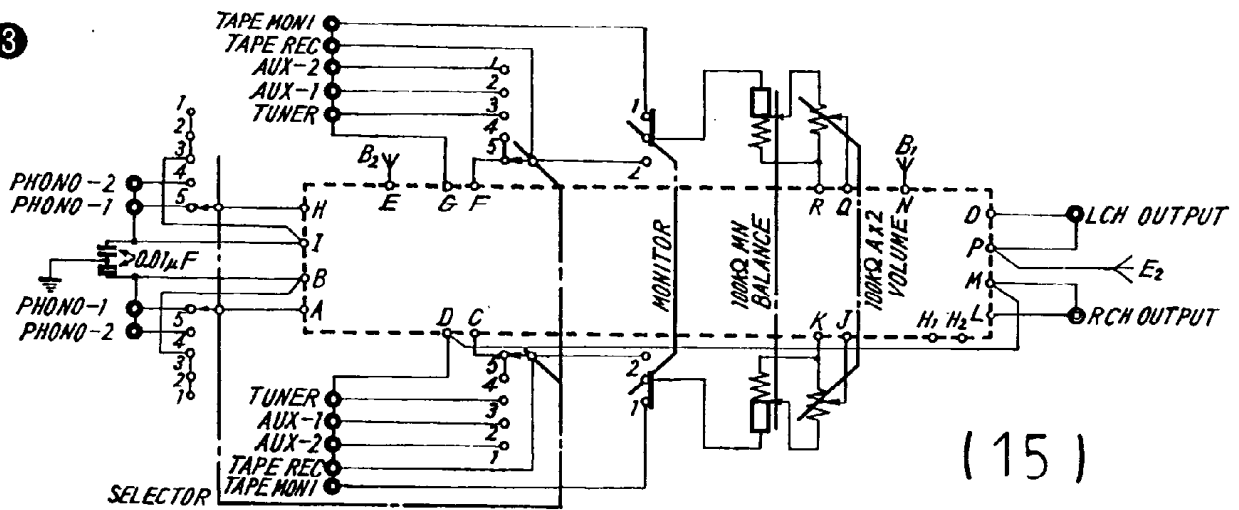 3
TAPE MONI
TAPE REC
AUX-2
AUX-1
TUNER
1
2
3
4
5
1
2
3
4
5
PHONO-2
PHONO-1
0.01μF
PHONO-1
PHONO-2
5
4
3
2
1
H
I
B
A
B2
E
G
F
1
2
MONITOR
100KΩ MN
BALANCE
100KΩ A x2
VOLUME
R
Q
B1
N
O
P
M
L
LCH OUTPUT
E2
RCH OUTPUT
D
C
K
J
H1
H2
5
4
3
2
1
2
1
TUNER
AUX-1
AUX-2
TAPE REC
TAPE MONI
SELECTOR
(15)